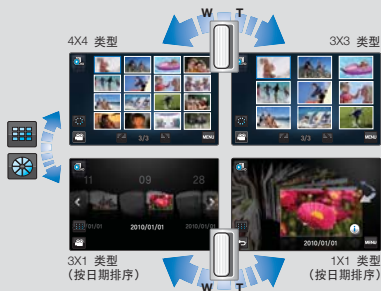 W T
4X4 类型 3X3 类型
3/3 MENU 3/3 MENU
11 09 28
01/01 2010/01/01 01/01
2010/01/01 MENU
3X1 类型 1X1 类型
(按日期排序) (按日期排序)
W T